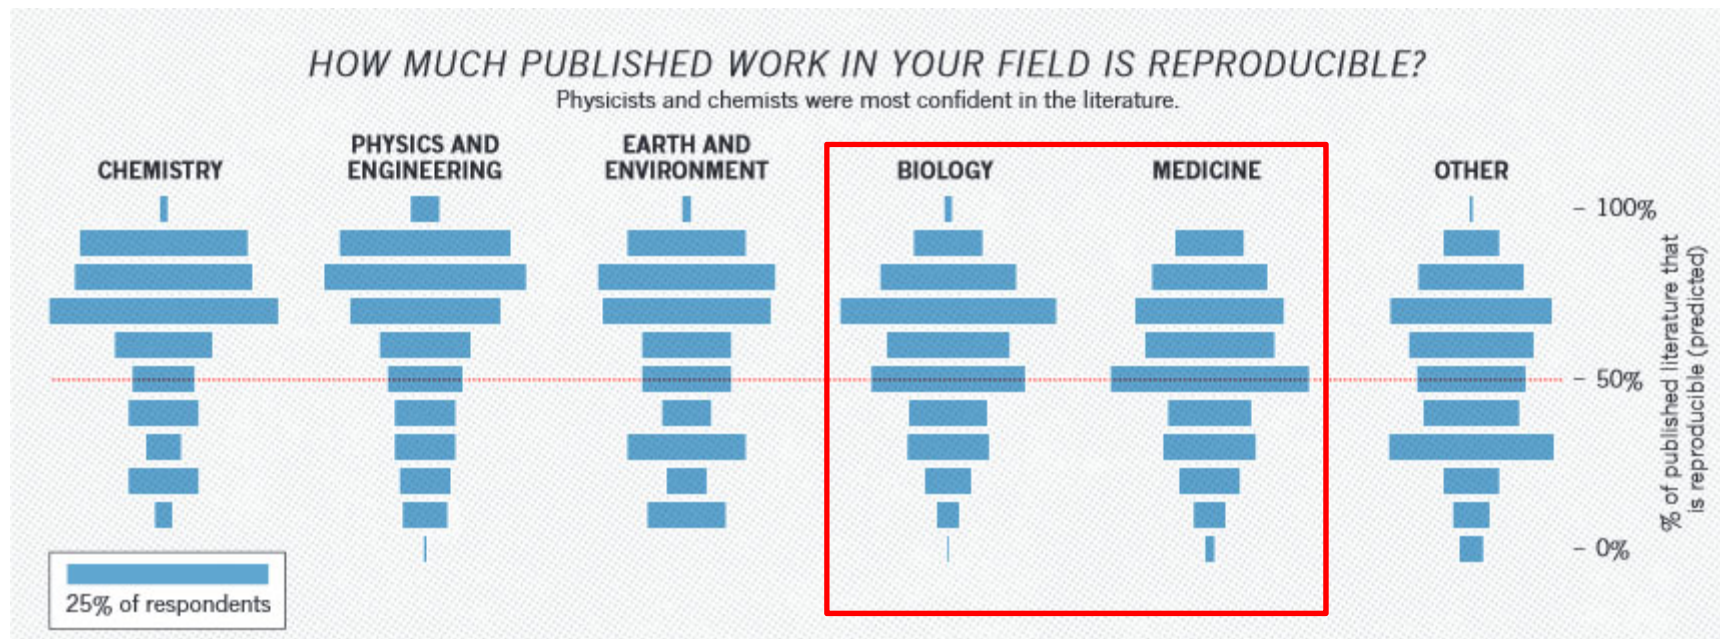 HOW MUCH PUBLISHED WORK IN YOUR FIELD IS REPRODUCIBLE?
Physicists and chemists were most confident in the literature.
CHEMISTRY
PHYSICS AND
ENGINEERING
EARTH AND
ENVIRONMENT
BIOLOGY
MEDICINE
OTHER
– 100%
– 50%
– 0%
% of published literature that
is reproducible (predicted)
25% of respondents